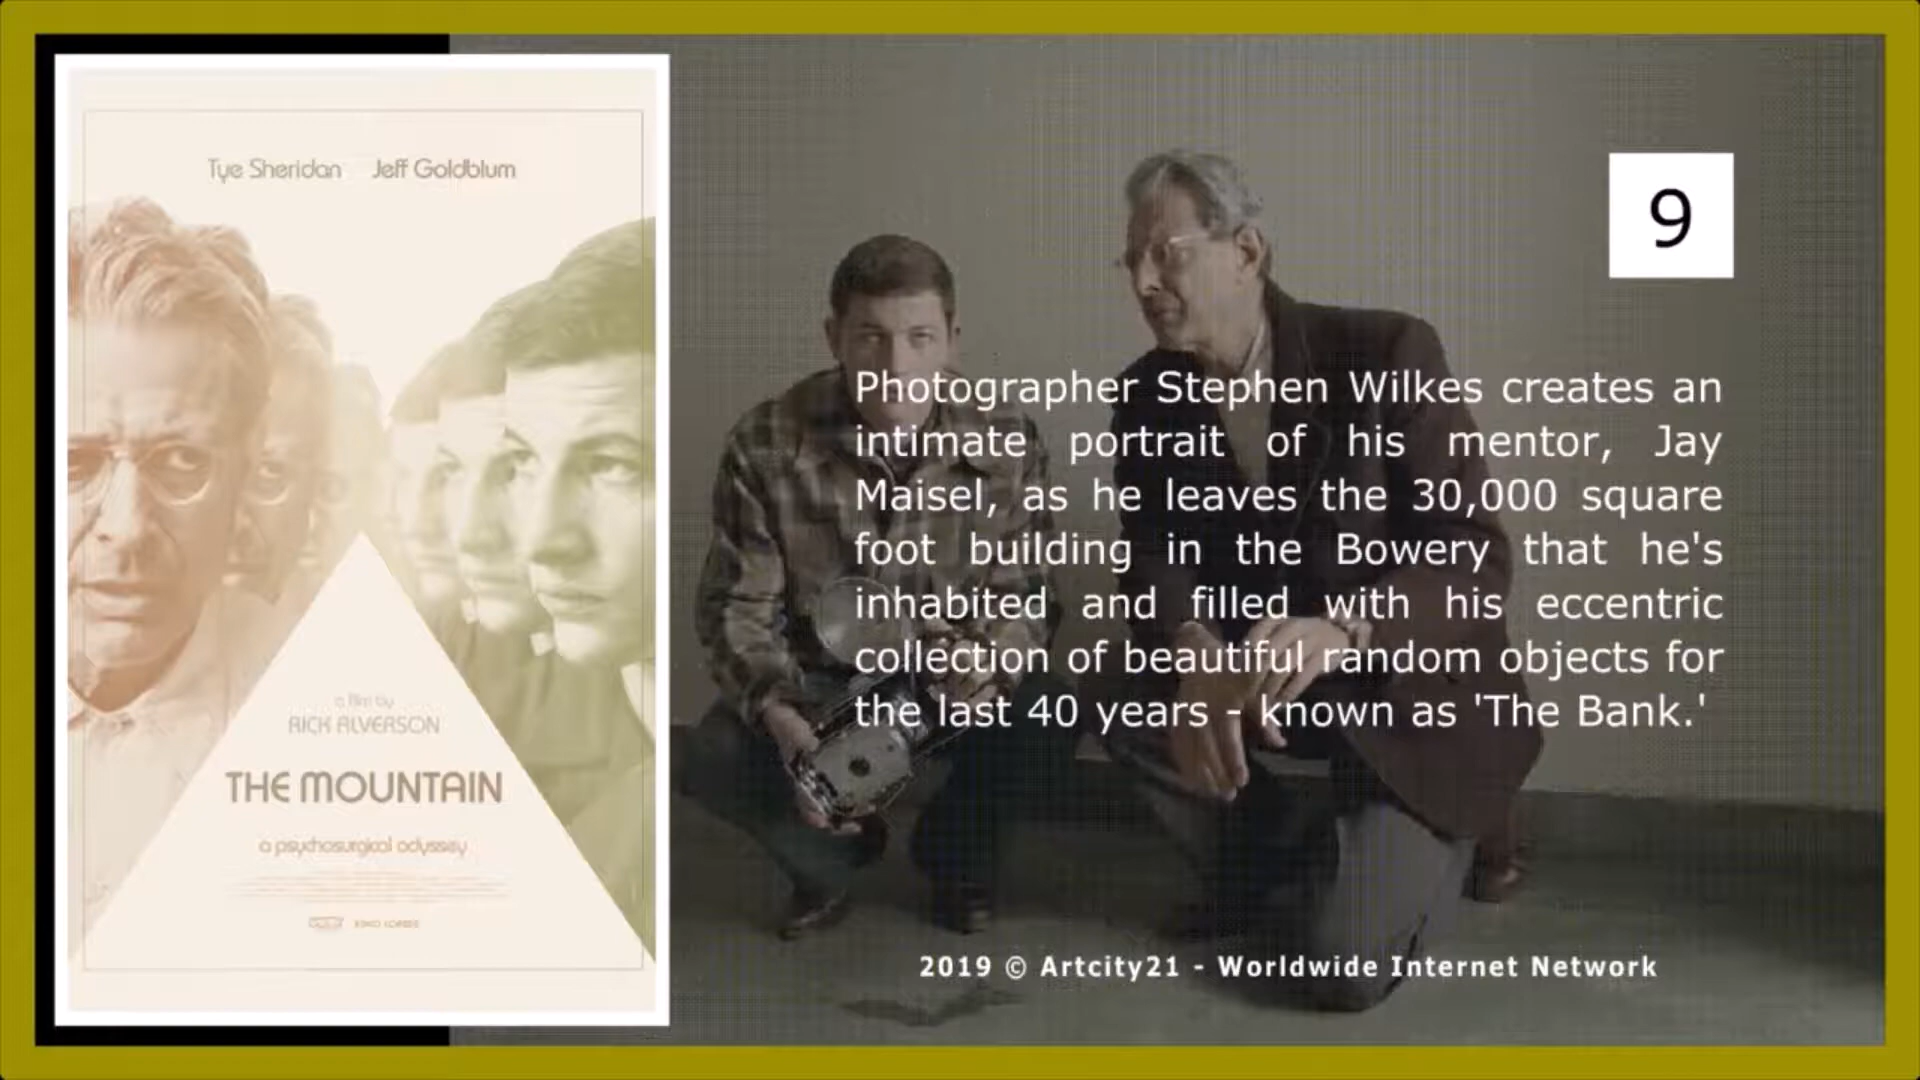 Tye Sheridan Jeff Goldblum
a film by
RICK ALVERSON
THE MOUNTAIN
a psychosurgical odyssey
KINO LORBER
9
Photographer Stephen Wilkes creates an
intimate portrait of his mentor, Jay
Maisel, as he leaves the 30,000 square
foot building in the Bowery that he's
inhabited and filled with his eccentric
collection of beautiful random objects for
the last 40 years - known as 'The Bank.'
2019 © Artcity21 - Worldwide Internet Network